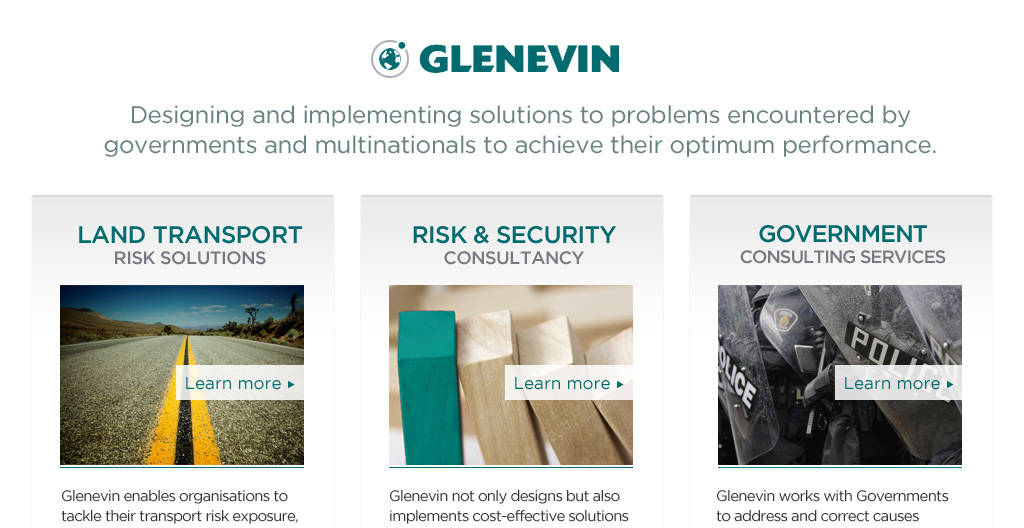 GLENEVIN
Designing and implementing solutions to problems encountered by
governments and multinationals to achieve their optimum performance.
LAND TRANSPORT
RISK SOLUTIONS
Learn more
Glenevin enables organisations to
tackle their transport risk exposure,
RISK & SECURITY
CONSULTANCY
Learn more
Glenevin not only designs but also
implements cost-effective solutions
GOVERNMENT
CONSULTING SERVICES
POLICE
POLICE
Learn more
Glenevin works with Governments
to address and correct causes